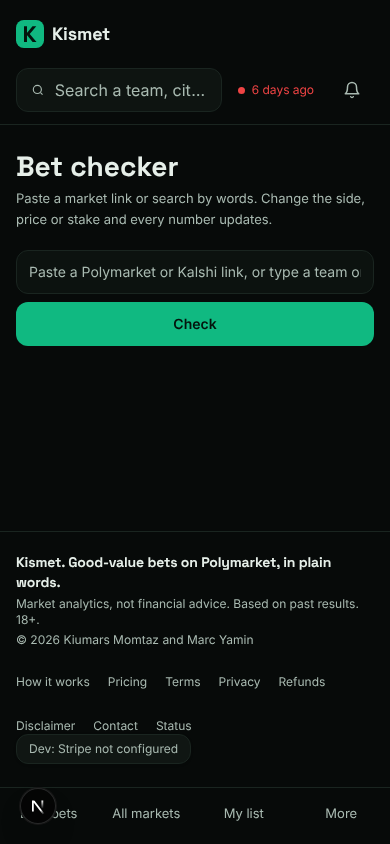 K Kismet
Search a team, cit...
6 days ago
Bet checker
Paste a market link or search by words. Change the side,
price or stake and every number updates.
Paste a Polymarket or Kalshi link, or type a team o
Check
Kismet. Good-value bets on Polymarket, in plain
words.
Market analytics, not financial advice. Based on past results.
18+.
© 2026 Kiumars Momtaz and Marc Yamin
How it works Pricing Terms Privacy Refunds
Disclaimer Contact Status
Dev: Stripe not configured
N bets All markets My list More